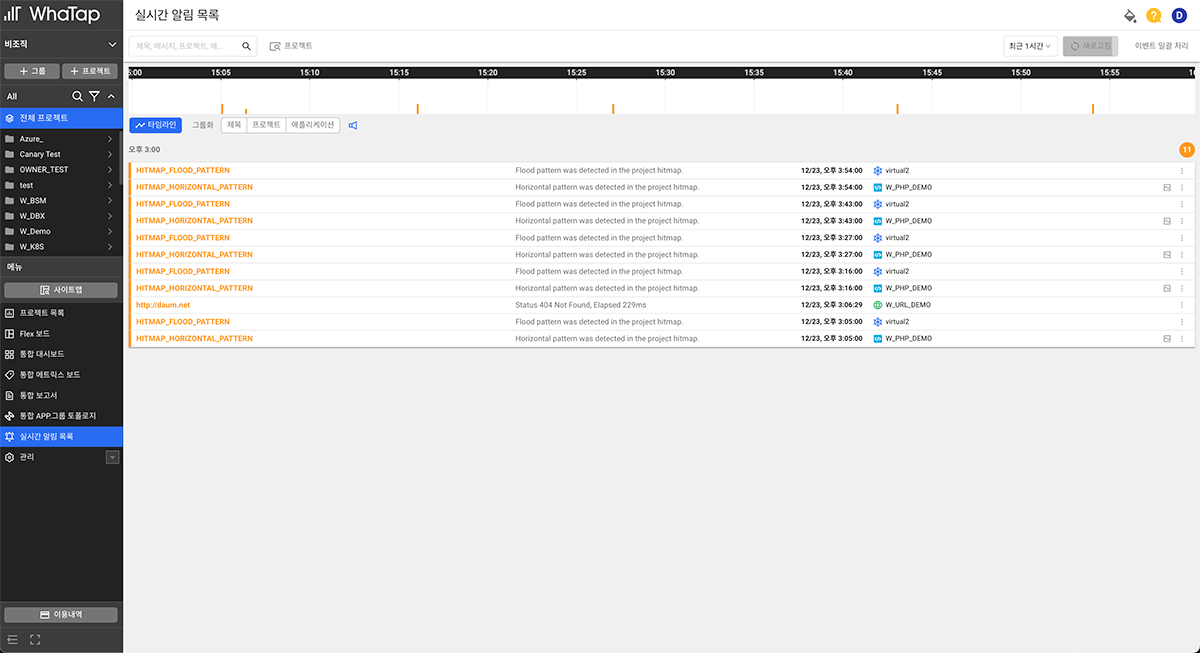 WhaTap
실시간 알림 목록
D
비조직
제목, 메시지, 프로젝트, 에...
프로젝트
최근 1시간
새로고침
이벤트 일괄 처리
+ 그룹
+ 프로젝트
All
전체 프로젝트
Azure_
Canary Test
OWNER_TEST
test
W_BSM
W_DBX
W_Demo
W_K8S
메뉴
사이트맵
프로젝트 목록
Flex 보드
통합 대시보드
통합 메트릭스 보드
통합 보고서
통합 APP.그룹 토폴로지
실시간 알림 목록
관리
이용내역
5:00 15:05 15:10 15:15 15:20 15:25 15:30 15:35 15:40 15:45 15:50 15:55 16
타임라인 그룹화 제목 프로젝트 애플리케이션
오후 3:00 11
HITMAP_FLOOD_PATTERN Flood pattern was detected in the project hitmap. 12/23, 오후 3:54:00 virtual2
HITMAP_HORIZONTAL_PATTERN Horizontal pattern was detected in the project hitmap. 12/23, 오후 3:54:00 W_PHP_DEMO
HITMAP_FLOOD_PATTERN Flood pattern was detected in the project hitmap. 12/23, 오후 3:43:00 virtual2
HITMAP_HORIZONTAL_PATTERN Horizontal pattern was detected in the project hitmap. 12/23, 오후 3:43:00 W_PHP_DEMO
HITMAP_FLOOD_PATTERN Flood pattern was detected in the project hitmap. 12/23, 오후 3:27:00 virtual2
HITMAP_HORIZONTAL_PATTERN Horizontal pattern was detected in the project hitmap. 12/23, 오후 3:27:00 W_PHP_DEMO
HITMAP_FLOOD_PATTERN Flood pattern was detected in the project hitmap. 12/23, 오후 3:16:00 virtual2
HITMAP_HORIZONTAL_PATTERN Horizontal pattern was detected in the project hitmap. 12/23, 오후 3:16:00 W_PHP_DEMO
http://daum.net Status 404 Not Found, Elapsed 229ms 12/23, 오후 3:06:29 W_URL_DEMO
HITMAP_FLOOD_PATTERN Flood pattern was detected in the project hitmap. 12/23, 오후 3:05:00 virtual2
HITMAP_HORIZONTAL_PATTERN Horizontal pattern was detected in the project hitmap. 12/23, 오후 3:05:00 W_PHP_DEMO